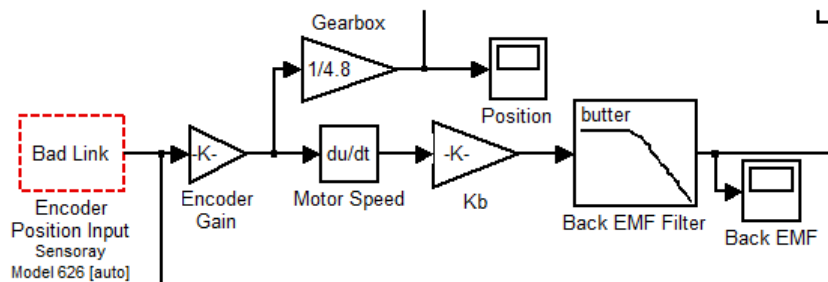 Gearbox
1/4.8
Position
butter
Bad Link
-K-
du/dt
-K-
Encoder
Gain
Motor Speed
Kb
Back EMF Filter
Back EMF
Encoder
Position Input
Sensoray
Model 626 [auto]